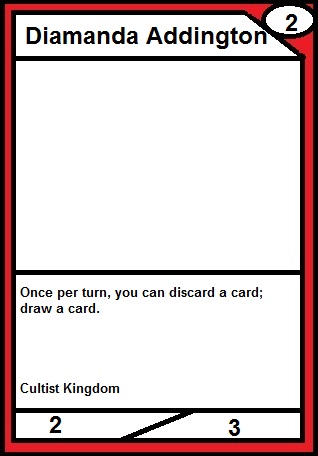 Diamanda Addington
2
Once per turn, you can discard a card;
draw a card.
Cultist Kingdom
2
3